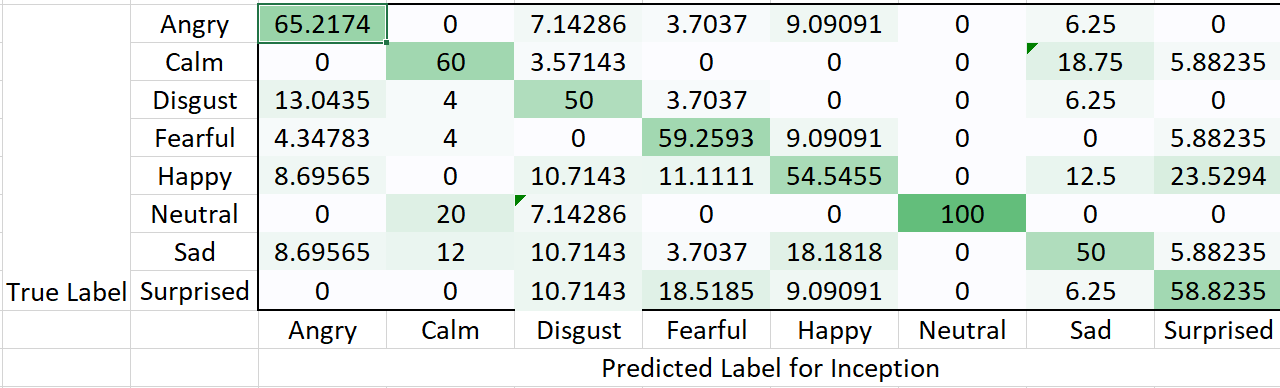 Angry 65.2174 0 7.14286 3.7037 9.09091 0 6.25 0
Calm 0 60 3.57143 0 0 0 18.75 5.88235
Disgust 13.0435 4 50 3.7037 0 0 6.25 0
Fearful 4.34783 4 0 59.2593 9.09091 0 0 5.88235
Happy 8.69565 0 10.7143 11.1111 54.5455 0 12.5 23.5294
Neutral 0 20 7.14286 0 0 100 0 0
Sad 8.69565 12 10.7143 3.7037 18.1818 0 50 5.88235
True Label Surprised 0 0 10.7143 18.5185 9.09091 0 6.25 58.8235
Angry Calm Disgust Fearful Happy Neutral Sad Surprised
Predicted Label for Inception